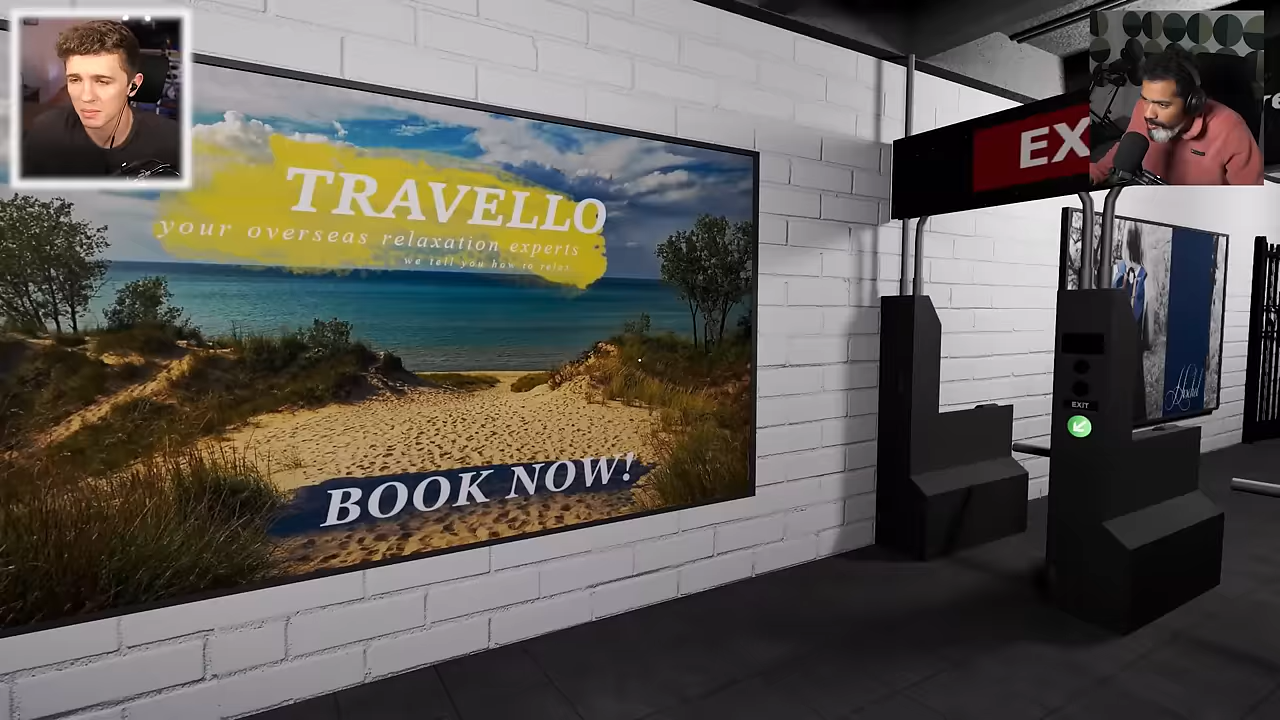 TRAVELLO
your overseas relaxation experts
we tell you how to relax
BOOK NOW!
EX
EXIT